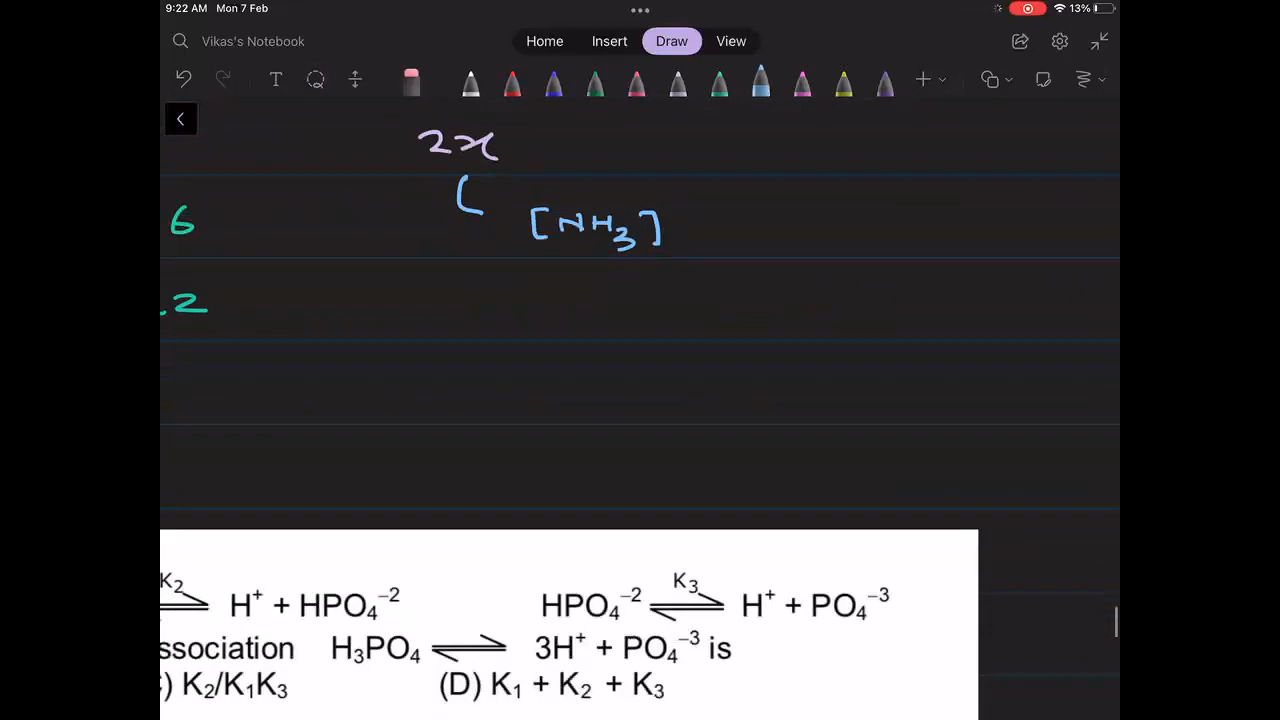 9:22 AM Mon 7 Feb
13%
Vikas's Notebook
Home Insert Draw View
2x
6
[NH₃]
.2
K₂
H⁺ + HPO₄⁻²
HPO₄⁻² ⇌ H⁺ + PO₄⁻³
K₃
ssociation H₃PO₄ ⇌ 3H⁺ + PO₄⁻³ is
) K₂/K₁K₃ (D) K₁ + K₂ + K₃